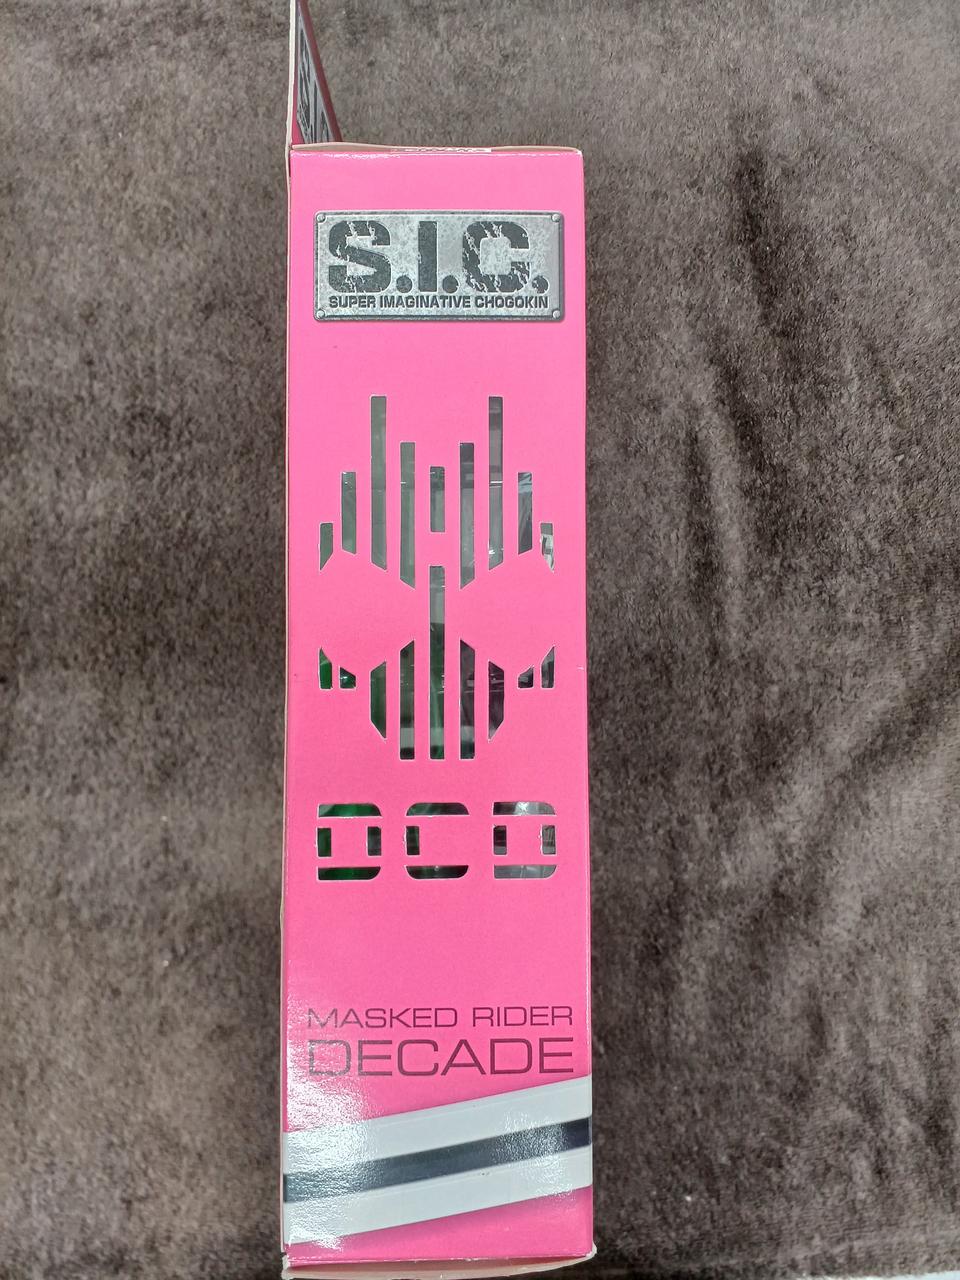 S.I.C.
SUPER IMAGINATIVE CHOGOKIN
DCD
MASKED RIDER
DECADE